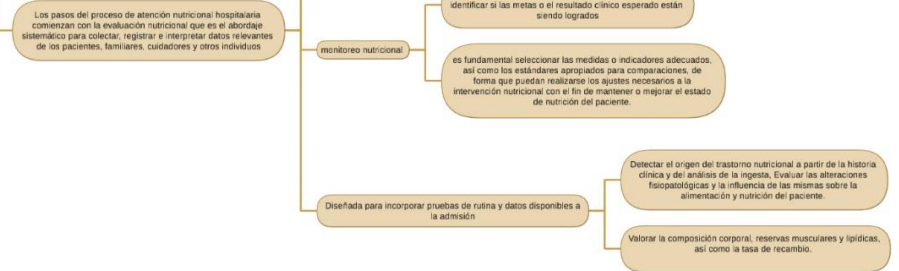 Los pasos del proceso de atención nutricional hospitalaria
comienzan con la evaluación nutricional que es el abordaje
sistemático para colectar, registrar e interpretar datos relevantes
de los pacientes, familiares, cuidadores y otros individuos
monitoreo nutricional
identificar si las metas o el resultado clínico esperado están
siendo logrados
es fundamental seleccionar las medidas o indicadores adecuados,
así como los estándares apropiados para comparaciones, de
forma que puedan realizarse los ajustes necesarios a la
intervención nutricional con el fin de mantener o mejorar el estado
de nutrición del paciente.
Diseñada para incorporar pruebas de rutina y datos disponibles a
la admisión
Detectar el origen del trastorno nutricional a partir de la historia
clínica y del análisis de la ingesta, Evaluar las alteraciones
fisiopatológicas y la influencia de las mismas sobre la
alimentación y nutrición del paciente.
Valorar la composición corporal, reservas musculares y lipídicas,
así como la tasa de recambio.